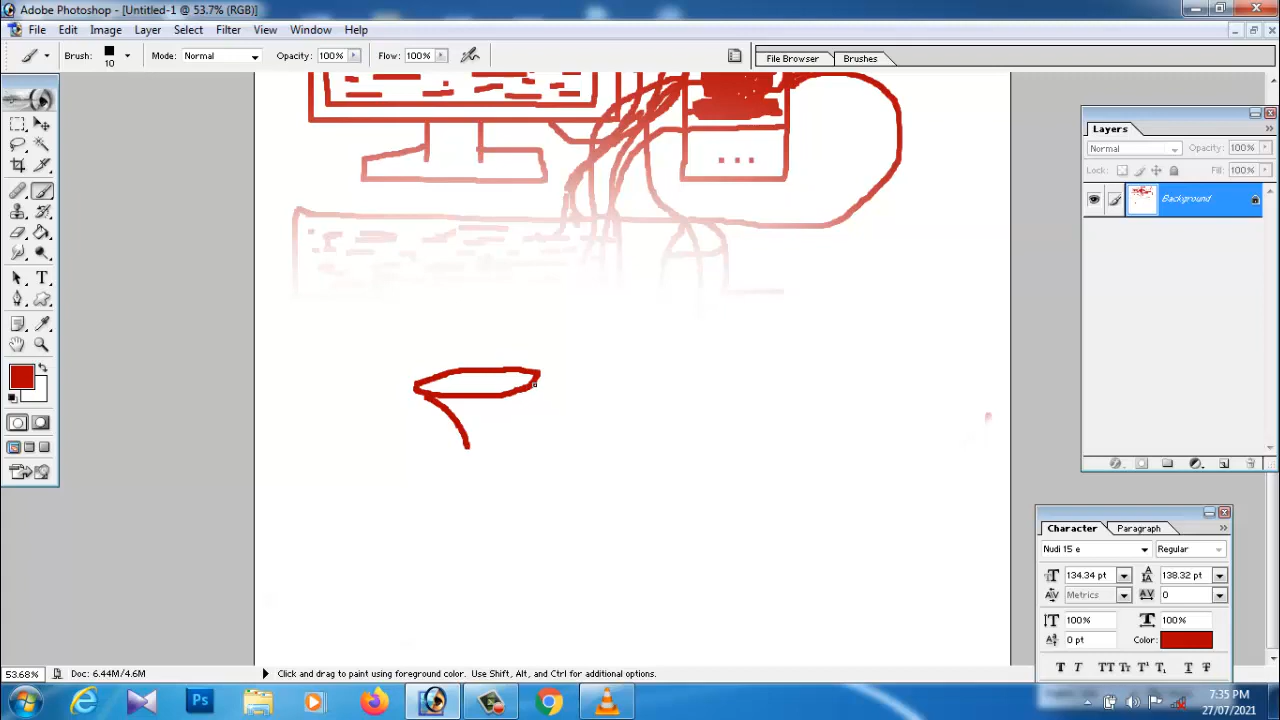 Adobe Photoshop - [Untitled-1 @ 53.7% (RGB)]
File Edit Image Layer Select Filter View Window Help
Brush: 10 Mode: Normal Opacity: 100% Flow: 100% File Browser Brushes
Layers
Normal Opacity: 100%
Lock: Fill: 100%
Background
Character Paragraph
Nudi 15 e Regular
134.34 pt 138.32 pt
Metrics 0
100% 100%
0 pt Color:
T T TT Tr T¹ T, T T
53.68% Doc: 6.44M/4.6M Click and drag to paint using foreground color. Use Shift, Alt, and Ctrl for additional options.
Ps
7:35 PM
27/07/2021